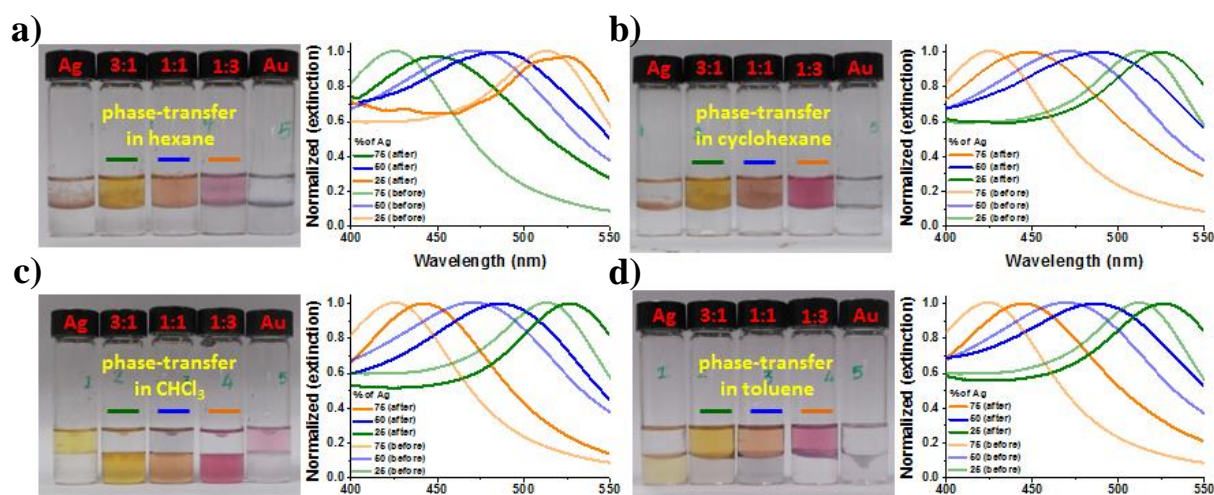 a)
Ag 3:1 1:1 1:3 Au
phase-transfer
in hexane
5
Normalized (extinction)
1.0
0.8
0.6
0.4
0.2
0.0
% of Ag
75 (after)
50 (after)
25 (after)
75 (before)
50 (before)
25 (before)
400 450 500 550
Wavelength (nm)
b)
Ag 3:1 1:1 1:3 Au
phase-transfer
in cyclohexane
5
Normalized (extinction)
1.0
0.8
0.6
0.4
0.2
0.0
% of Ag
75 (after)
50 (after)
25 (after)
75 (before)
50 (before)
25 (before)
400 450 500 550
Wavelength (nm)
c)
Ag 3:1 1:1 1:3 Au
phase-transfer
1 2 4 5
in CHCl3
Normalized (extinction)
1.0
0.8
0.6
0.4
0.2
0.0
% of Ag
75 (after)
50 (after)
25 (after)
75 (before)
50 (before)
25 (before)
400 450 500 550
d)
Ag 3:1 1:1 1:3 Au
phase-transfer
1 2 3 4 5
in toluene
Normalized (extinction)
1.0
0.8
0.6
0.4
0.2
0.0
% of Ag
75 (after)
50 (after)
25 (after)
75 (before)
50 (before)
25 (before)
400 450 500 550